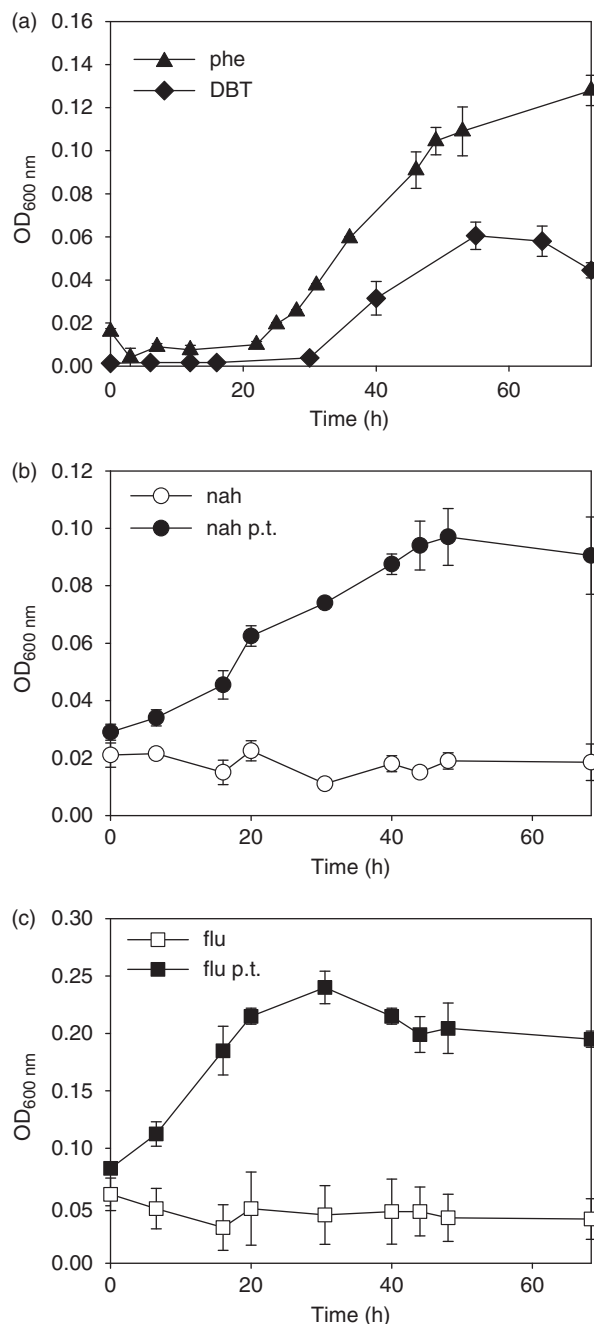 (a)
0.16
0.14
0.12
0.10
0.08
0.06
0.04
0.02
0.00
OD600 nm
phe
DBT
0 20 40 60
Time (h)
(b)
0.12
0.10
0.08
0.06
0.04
0.02
0.00
OD600 nm
nah
nah p.t.
0 20 40 60
Time (h)
(c)
0.30
0.25
0.20
0.15
0.10
0.05
0.00
OD600 nm
flu
flu p.t.
0 20 40 60
Time (h)